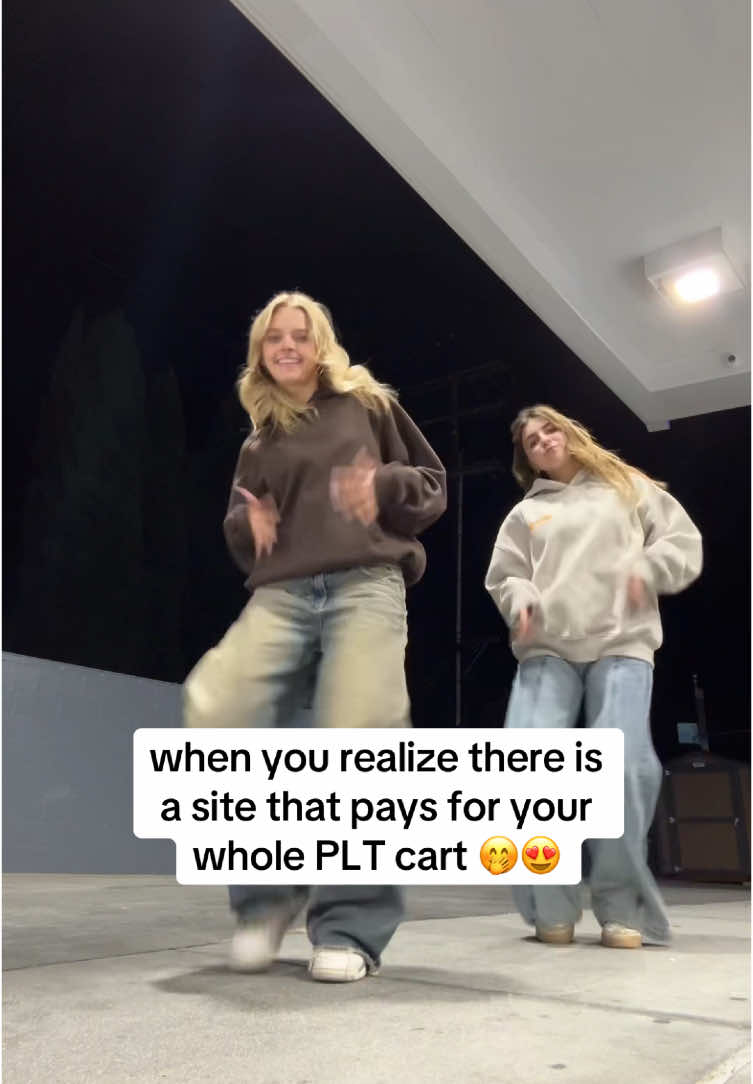 when you realize there is
a site that pays for your
whole PLT cart 🤭😍